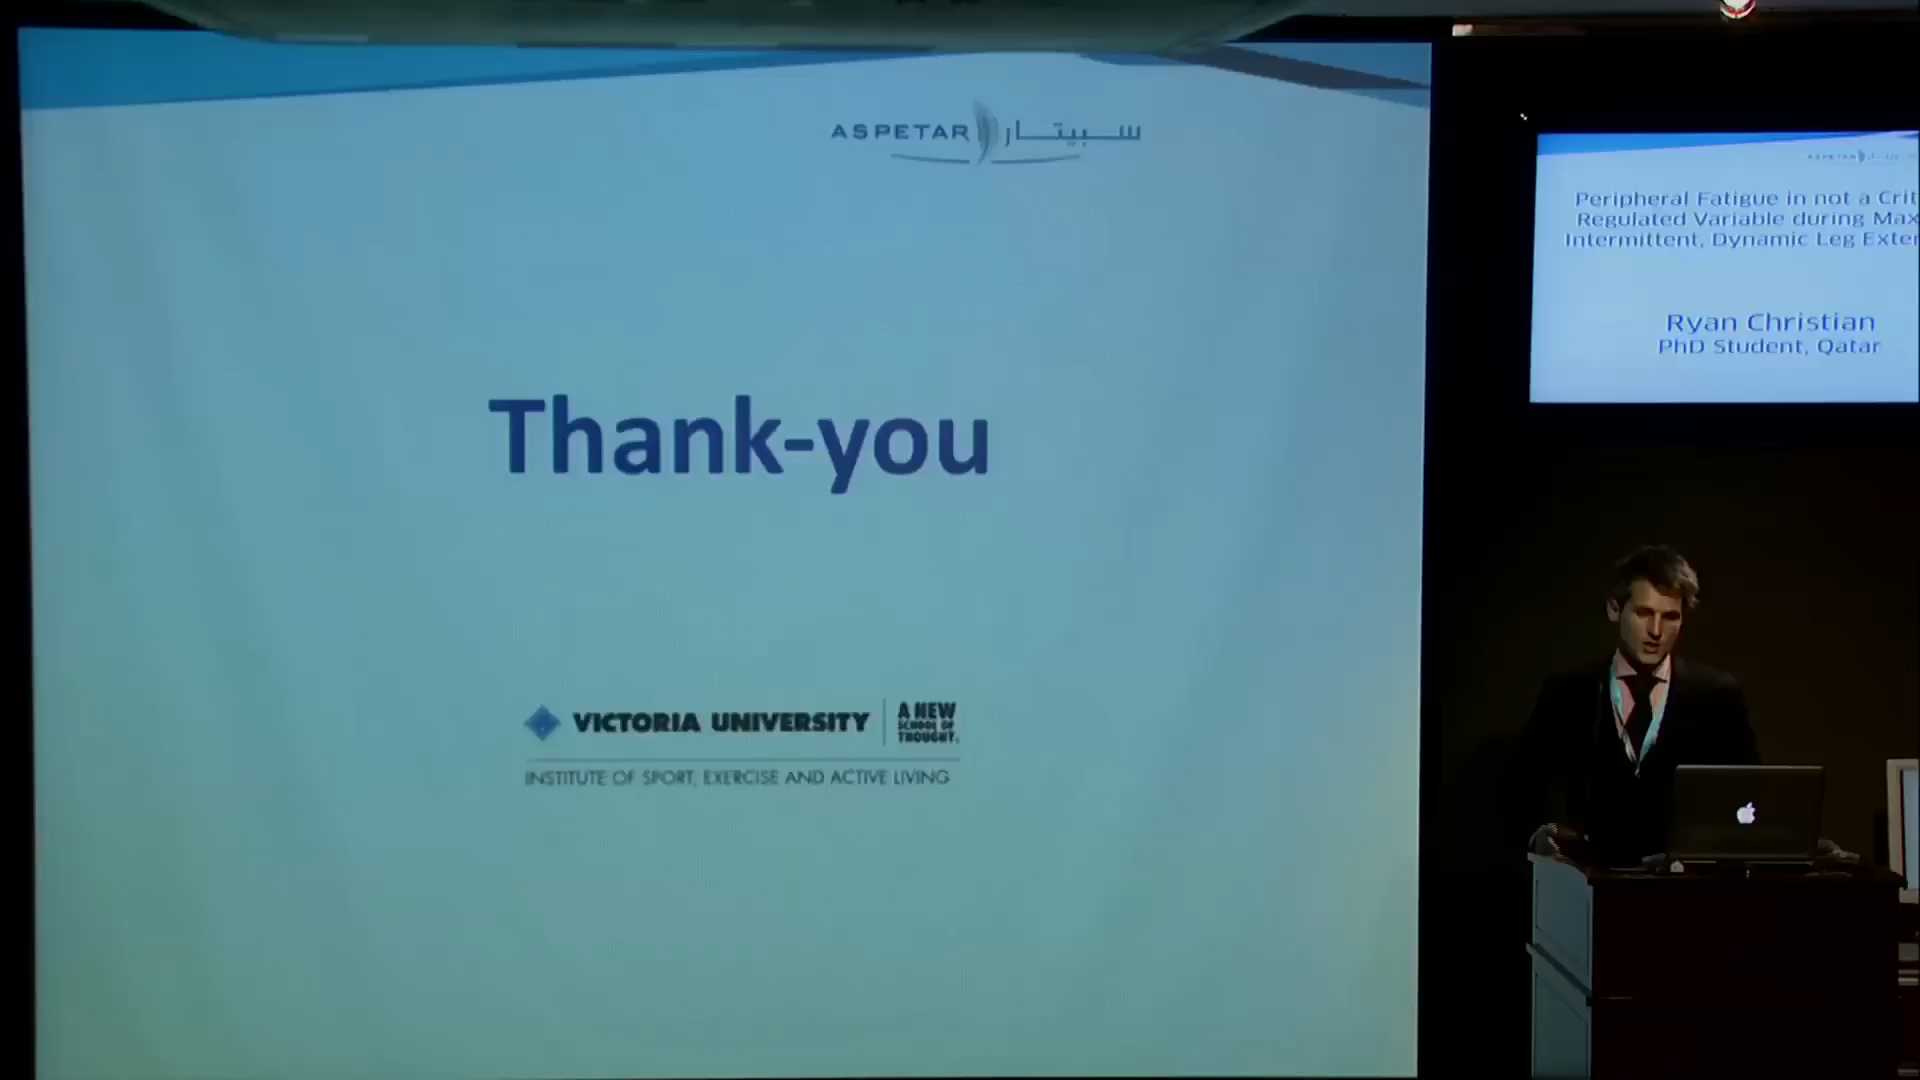 ASPETAR سبيتار
Thank-you
VICTORIA UNIVERSITY
A NEW
SCHOOL OF
THOUGHT.
INSTITUTE OF SPORT, EXERCISE AND ACTIVE LIVING
ASPETAR
Peripheral Fatigue in not a Crit
Regulated Variable during Max
Intermittent, Dynamic Leg Exter
Ryan Christian
PhD Student, Qatar